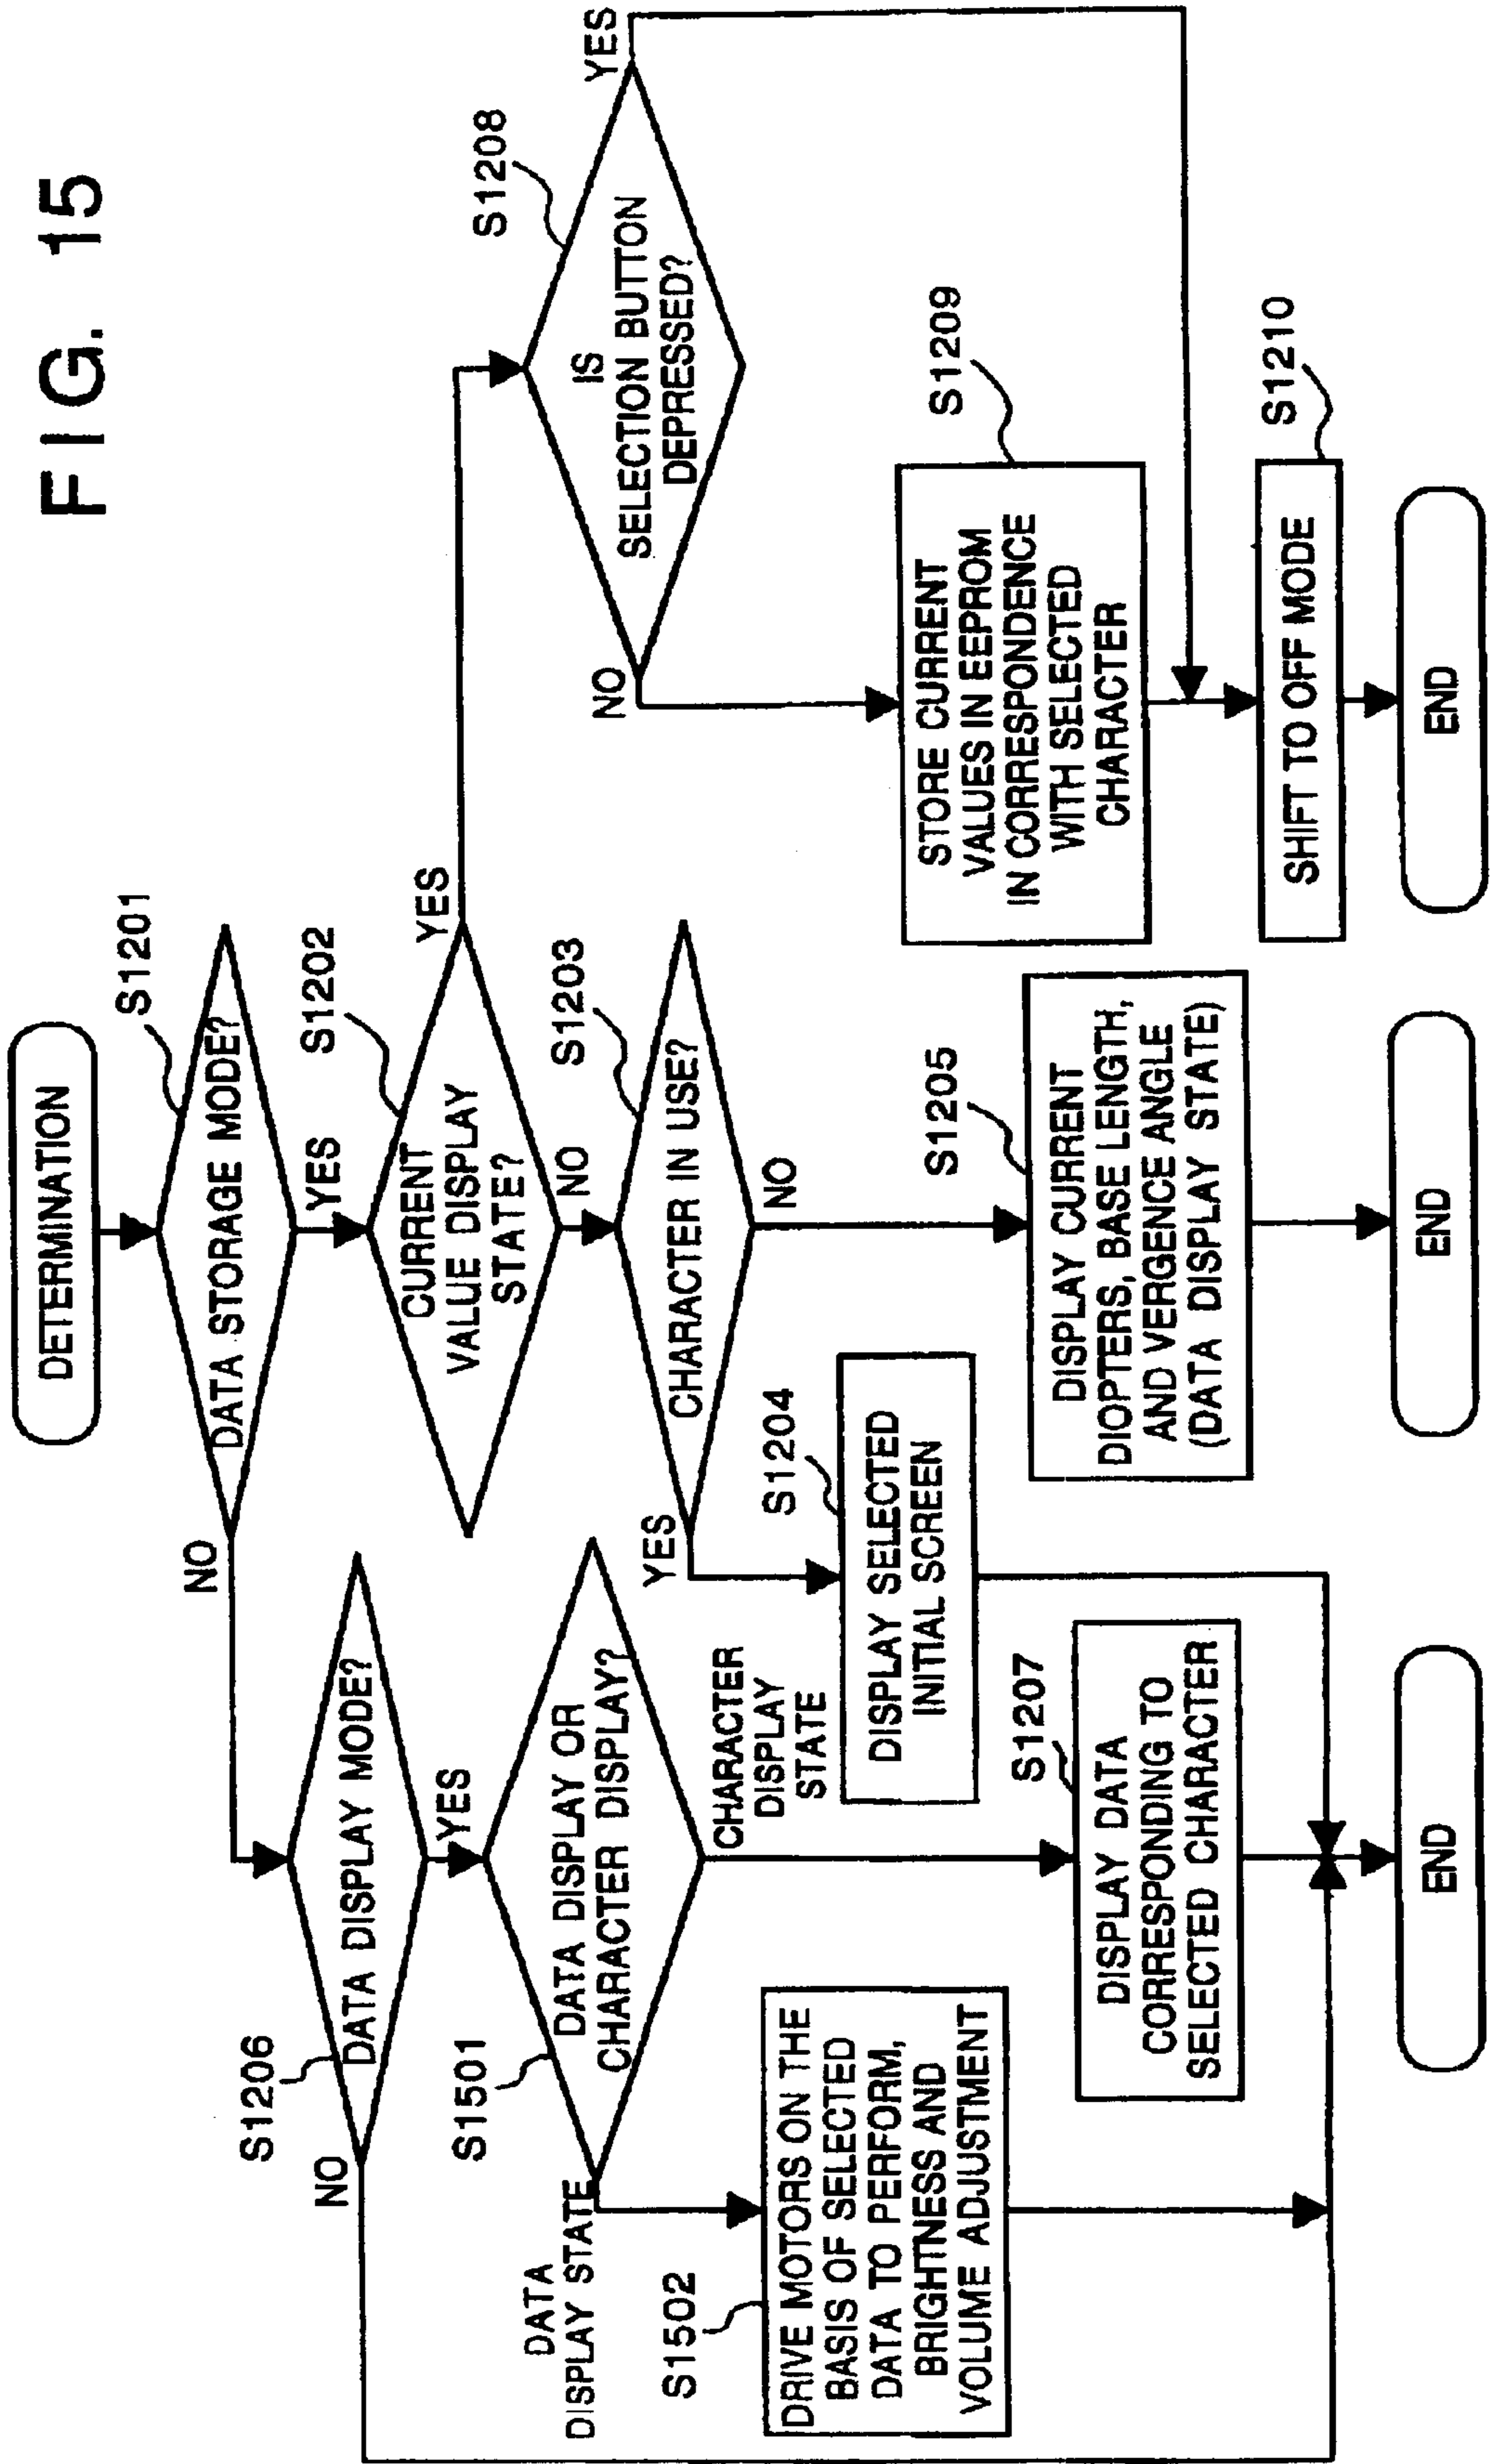 FIG. 15
DETERMINATION
S1201
DATA STORAGE MODE?
NO
YES
S1202
CURRENT
VALUE DISPLAY
STATE?
YES
NO
S1203
CHARACTER IN USE?
YES
NO
S1204
DISPLAY SELECTED
INITIAL SCREEN
S1205
DISPLAY CURRENT
DIOPTERS, BASE LENGTH,
AND VERGENCE ANGLE
(DATA DISPLAY STATE)
END
S1206
DATA DISPLAY MODE?
NO
YES
S1501
DATA DISPLAY OR
CHARACTER DISPLAY?
DATA
DISPLAY STATE
CHARACTER
DISPLAY
STATE
S1502
DRIVE MOTORS ON THE
BASIS OF SELECTED
DATA TO PERFORM,
BRIGHTNESS AND
VOLUME ADJUSTMENT
S1207
DISPLAY DATA
CORRESPONDING TO
SELECTED CHARACTER
END
S1208
IS
SELECTION BUTTON
DEPRESSED?
YES
NO
S1209
STORE CURRENT
VALUES IN EEPROM
IN CORRESPONDENCE
WITH SELECTED
CHARACTER
S1210
SHIFT TO OFF MODE
END